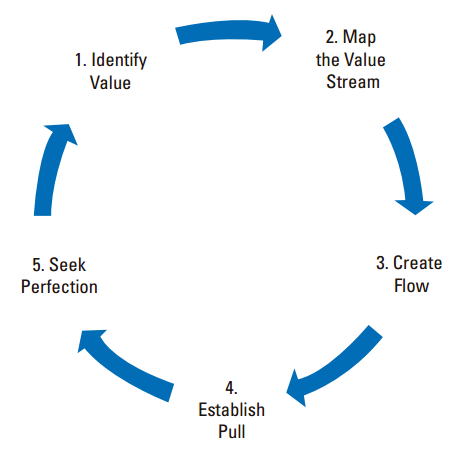 1. Identify
Value
2. Map
the Value
Stream
3. Create
Flow
4.
Establish
Pull
5. Seek
Perfection